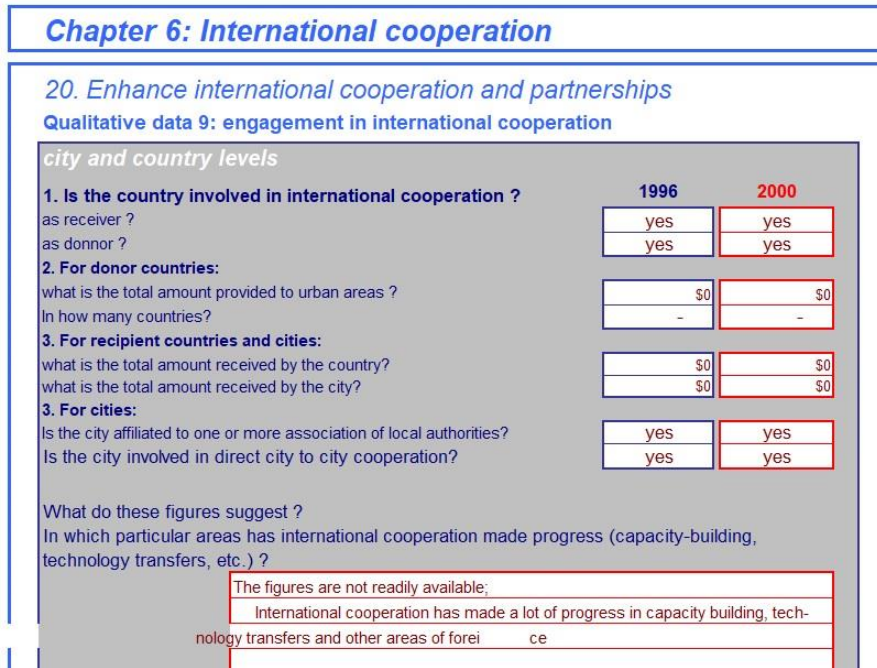 Chapter 6: International cooperation
20. Enhance international cooperation and partnerships
Qualitative data 9: engagement in international cooperation
city and country levels
1. Is the country involved in international cooperation ? 1996 2000
as receiver ? yes yes
as donnor ? yes yes
2. For donor countries:
what is the total amount provided to urban areas ? $0 $0
In how many countries? - -
3. For recipient countries and cities:
what is the total amount received by the country? $0 $0
what is the total amount received by the city? $0 $0
3. For cities:
Is the city affiliated to one or more association of local authorities? yes yes
Is the city involved in direct city to city cooperation? yes yes
What do these figures suggest ?
In which particular areas has international cooperation made progress (capacity-building,
technology transfers, etc.) ?
The figures are not readily available;
International cooperation has made a lot of progress in capacity building, tech-
nology transfers and other areas of